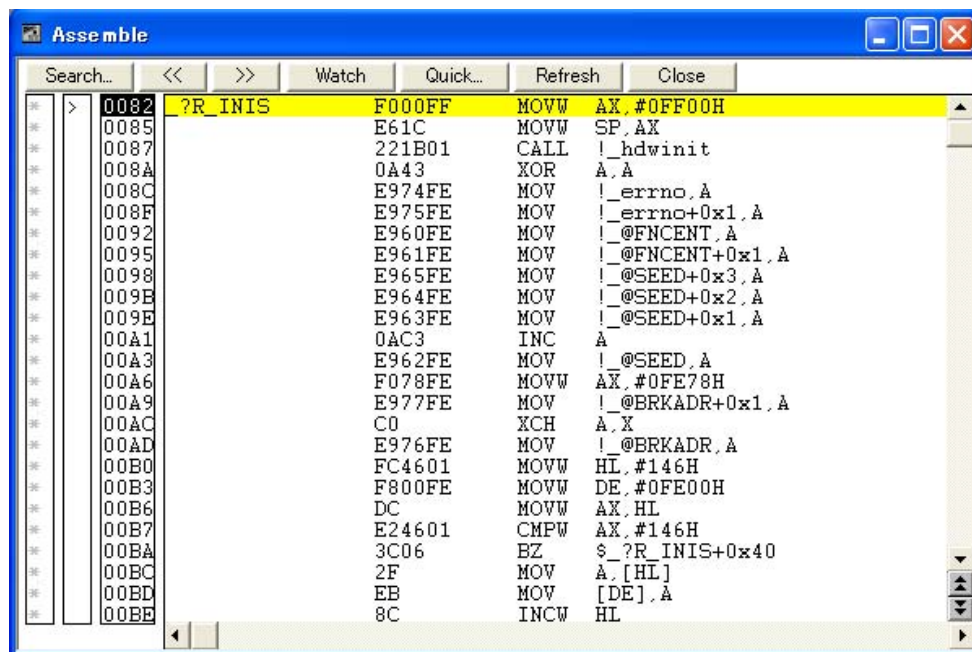 Assemble
Search... << >> Watch Quick... Refresh Close
* > 0082 _?R_INIS F000FF MOVW AX,#0FF00H
* 0085 E61C MOVW SP,AX
* 0087 221B01 CALL !_hdwinit
* 008A 0A43 XOR A,A
* 008C E974FE MOV !_errno,A
* 008F E975FE MOV !_errno+0x1,A
* 0092 E960FE MOV !_@FNCENT,A
* 0095 E961FE MOV !_@FNCENT+0x1,A
* 0098 E965FE MOV !_@SEED+0x3,A
* 009B E964FE MOV !_@SEED+0x2,A
* 009E E963FE MOV !_@SEED+0x1,A
* 00A1 0AC3 INC A
* 00A3 E962FE MOV !_@SEED,A
* 00A6 F078FE MOVW AX,#0FE78H
* 00A9 E977FE MOV !_@BRKADR+0x1,A
* 00AC C0 XCH A,X
* 00AD E976FE MOV !_@BRKADR,A
* 00B0 FC4601 MOVW HL,#146H
* 00B3 F800FE MOVW DE,#0FE00H
* 00B6 DC MOVW AX,HL
* 00B7 E24601 CMPW AX,#146H
* 00BA 3C06 BZ $_?R_INIS+0x40
* 00BC 2F MOV A,[HL]
* 00BD EB MOV [DE],A
* 00BE 8C INCW HL